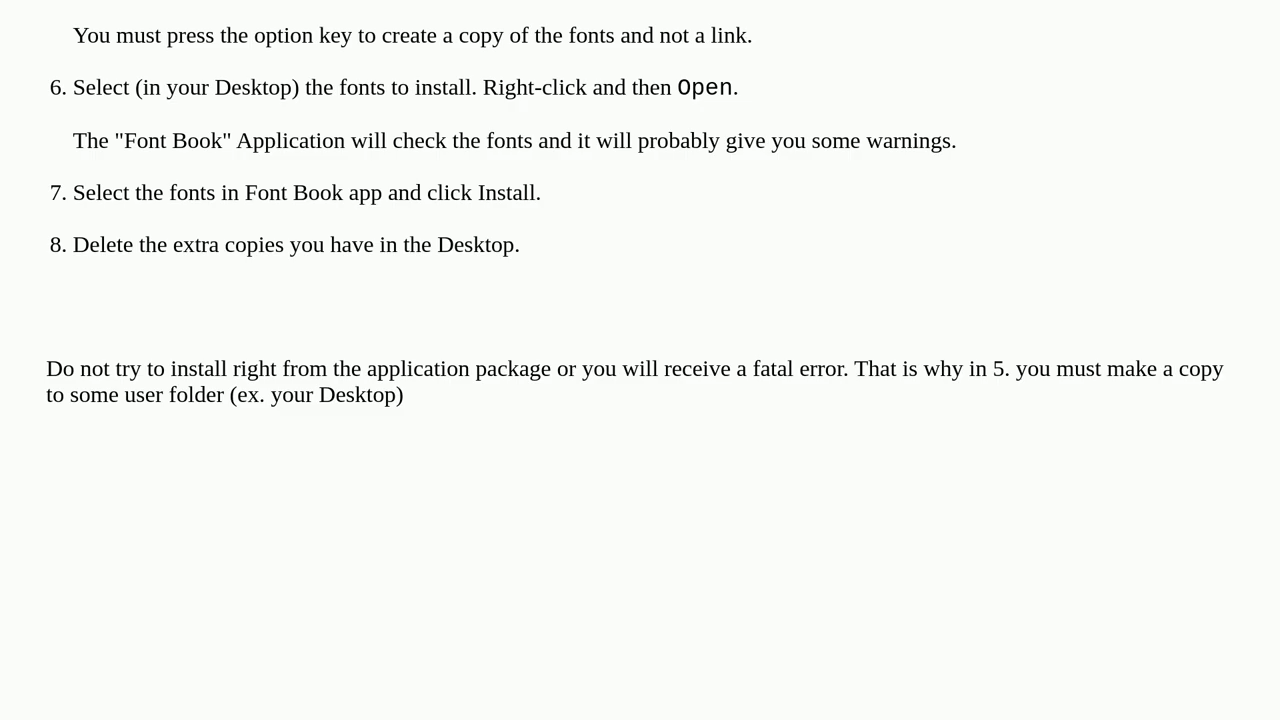 You must press the option key to create a copy of the fonts and not a link.
6. Select (in your Desktop) the fonts to install. Right-click and then Open.
The "Font Book" Application will check the fonts and it will probably give you some warnings.
7. Select the fonts in Font Book app and click Install.
8. Delete the extra copies you have in the Desktop.
Do not try to install right from the application package or you will receive a fatal error. That is why in 5. you must make a copy
to some user folder (ex. your Desktop)